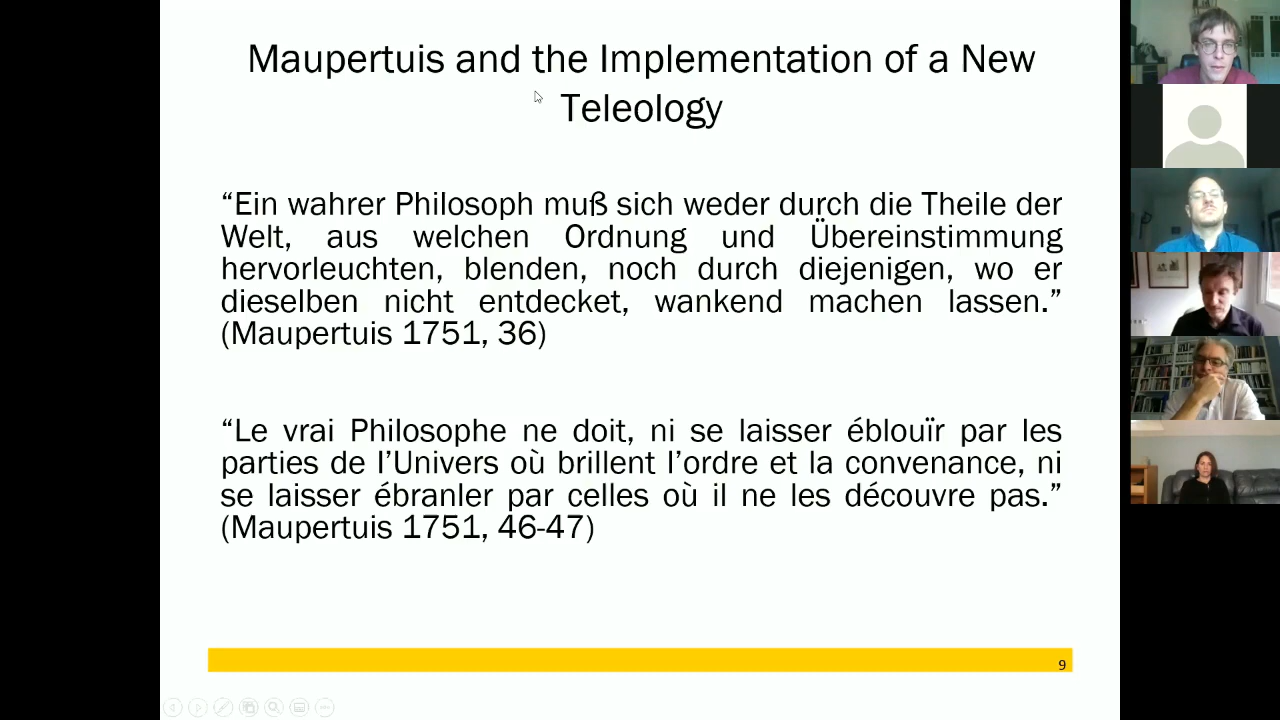 Maupertuis and the Implementation of a New
Teleology
“Ein wahrer Philosoph muß sich weder durch die Theile der
Welt, aus welchen Ordnung und Übereinstimmung
hervorleuchten, blenden, noch durch diejenigen, wo er
dieselben nicht entdecket, wankend machen lassen.”
(Maupertuis 1751, 36)
“Le vrai Philosophe ne doit, ni se laisser éblouïr par les
parties de l’Univers où brillent l’ordre et la convenance, ni
se laisser ébranler par celles où il ne les découvre pas.”
(Maupertuis 1751, 46-47)
9